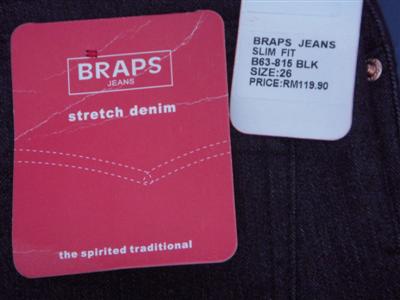 BRAPS
JEANS
stretch denim
the spirited traditional
BRAPS JEANS
SLIM FIT
B63-815 BLK
SIZE:26
PRICE:RM119.90